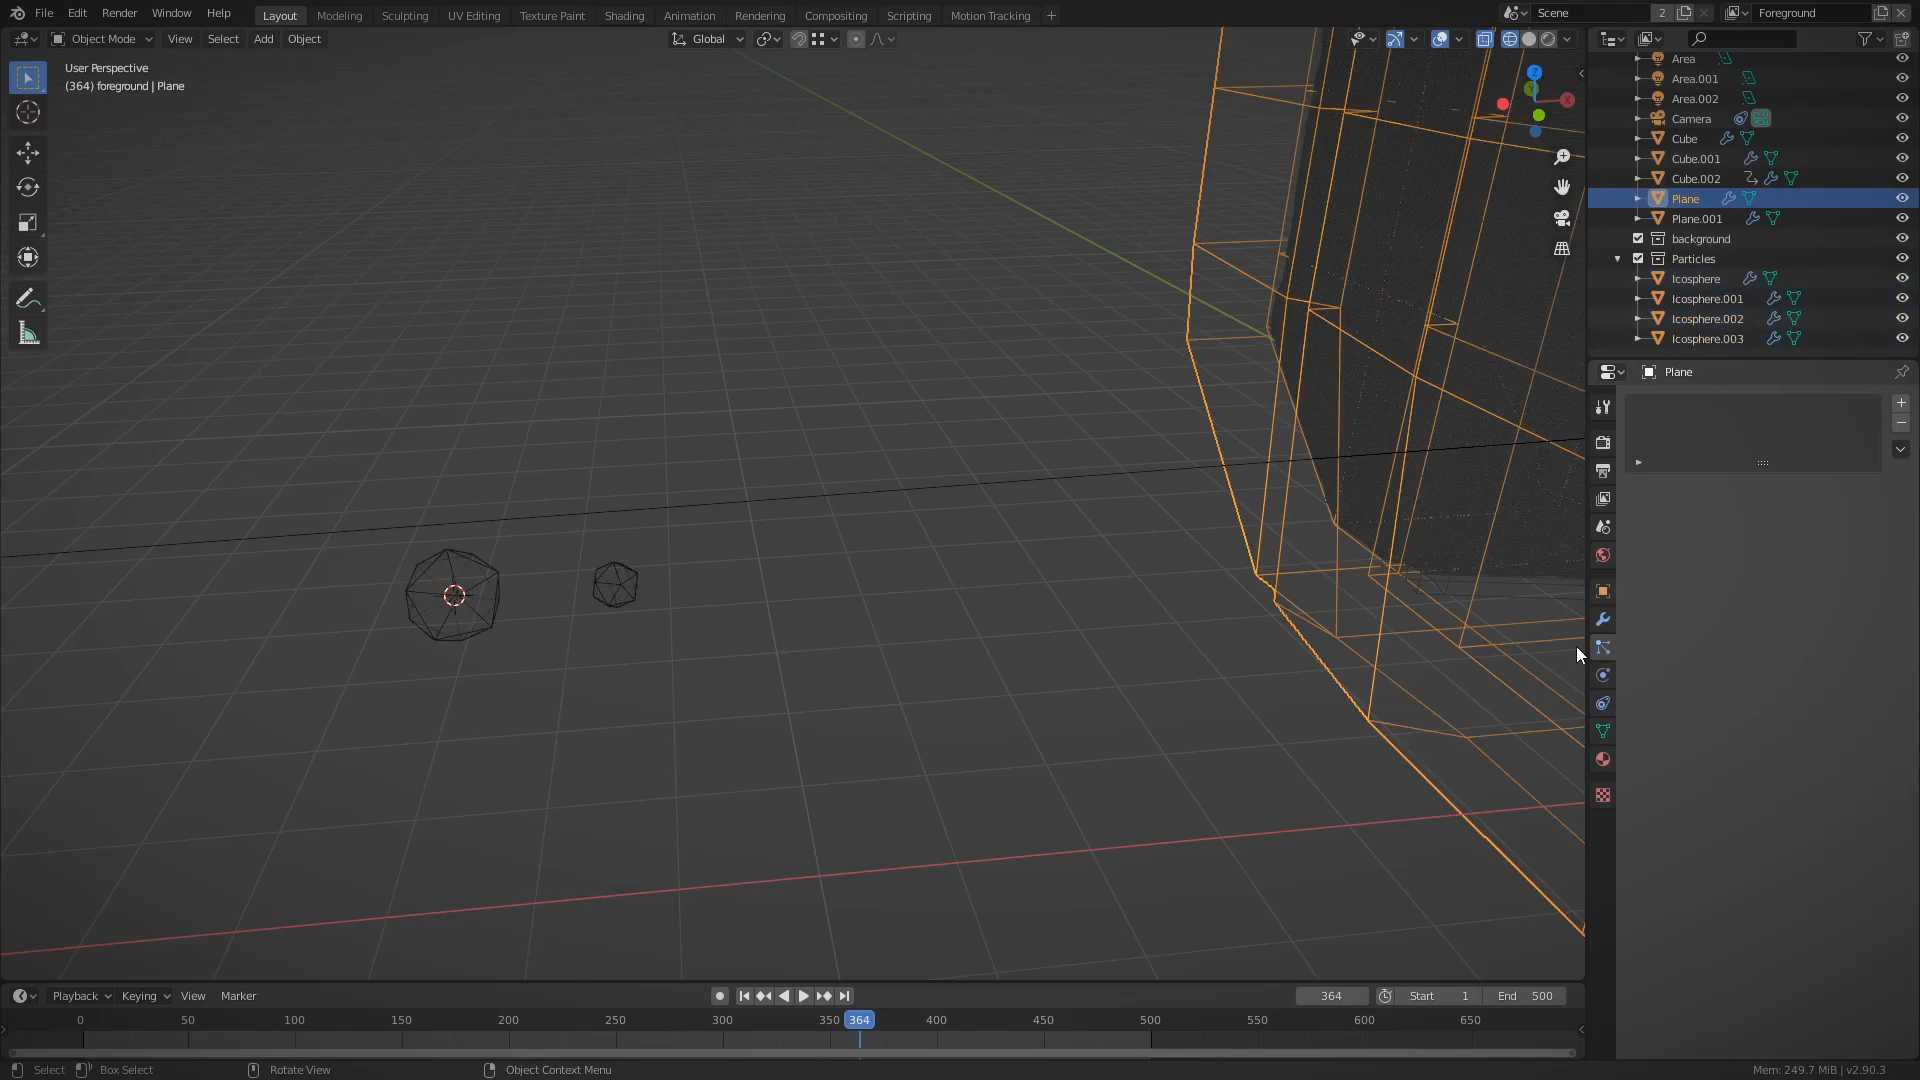 File Edit Render Window Help
Layout Modeling Sculpting UV Editing Texture Paint Shading Animation Rendering Compositing Scripting Motion Tracking +
Scene 2
Foreground
Object Mode View Select Add Object
Global
User Perspective
(364) foreground | Plane
Z
Y
X
Area
Area.001
Area.002
Camera
Cube
Cube.001
Cube.002
Plane
Plane.001
background
Particles
Icosphere
Icosphere.001
Icosphere.002
Icosphere.003
Plane
Playback Keying View Marker
364 Start 1 End 500
0 50 100 150 200 250 300 350 364 400 450 500 550 600 650
Select Box Select Rotate View Object Context Menu
Mem: 249.7 MiB | v2.90.3